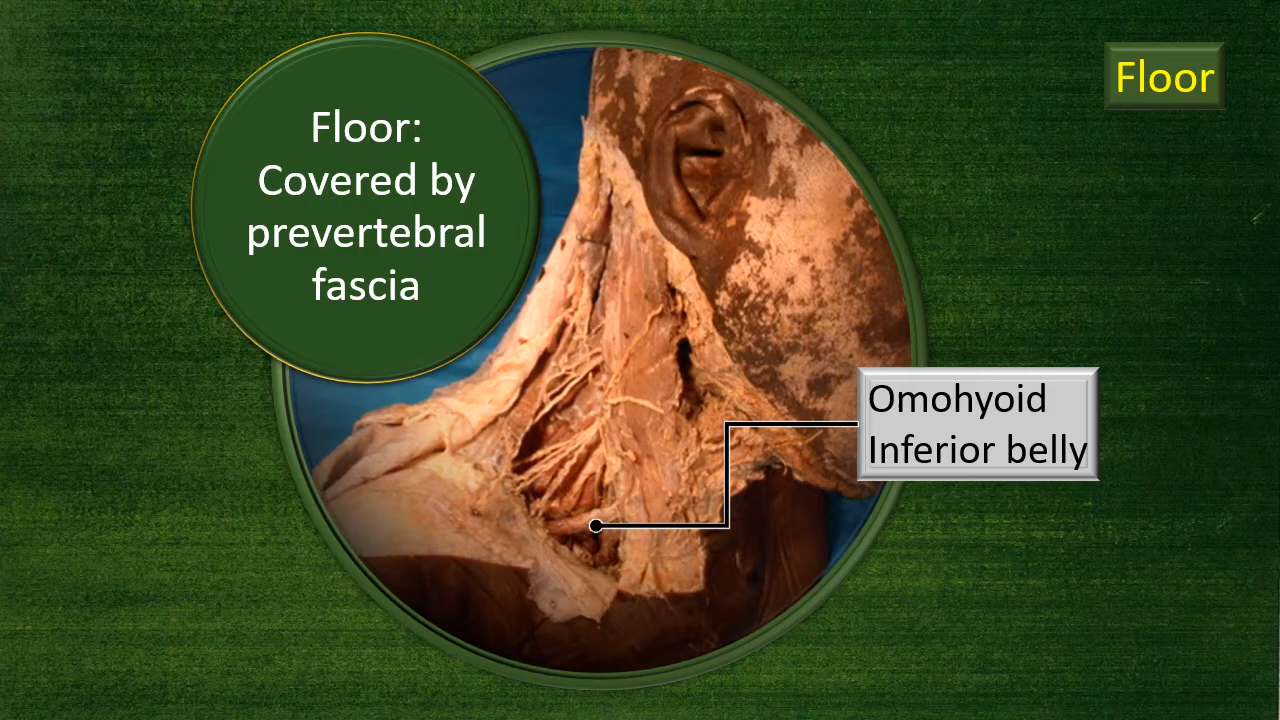 Floor
Floor:
Covered by
prevertebral
fascia
Omohyoid
Inferior belly